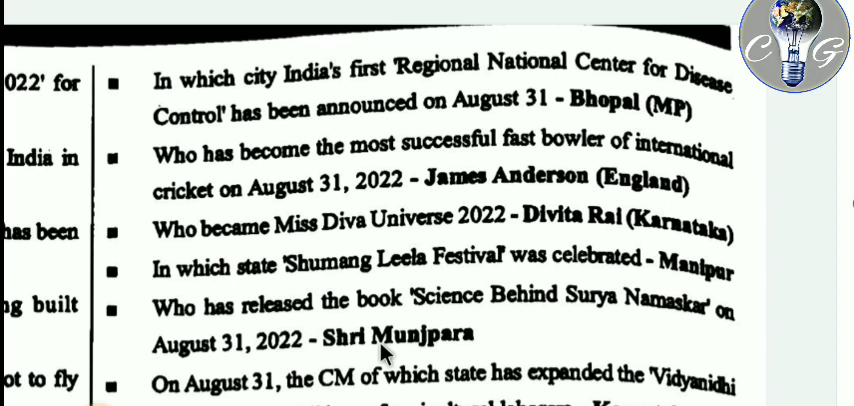 C G
022' for
India in
has been
ng built
ot to fly
■ In which city India's first 'Regional National Center for Disease
Control' has been announced on August 31 - Bhopal (MP)
■ Who has become the most successful fast bowler of international
cricket on August 31, 2022 - James Anderson (England)
■ Who became Miss Diva Universe 2022 - Divita Rai (Karnataka)
■ In which state 'Shumang Leela Festival' was celebrated - Manipur
■ Who has released the book 'Science Behind Surya Namaskar' on
August 31, 2022 - Shri Munjpara
■ On August 31, the CM of which state has expanded the 'Vidyanidhi